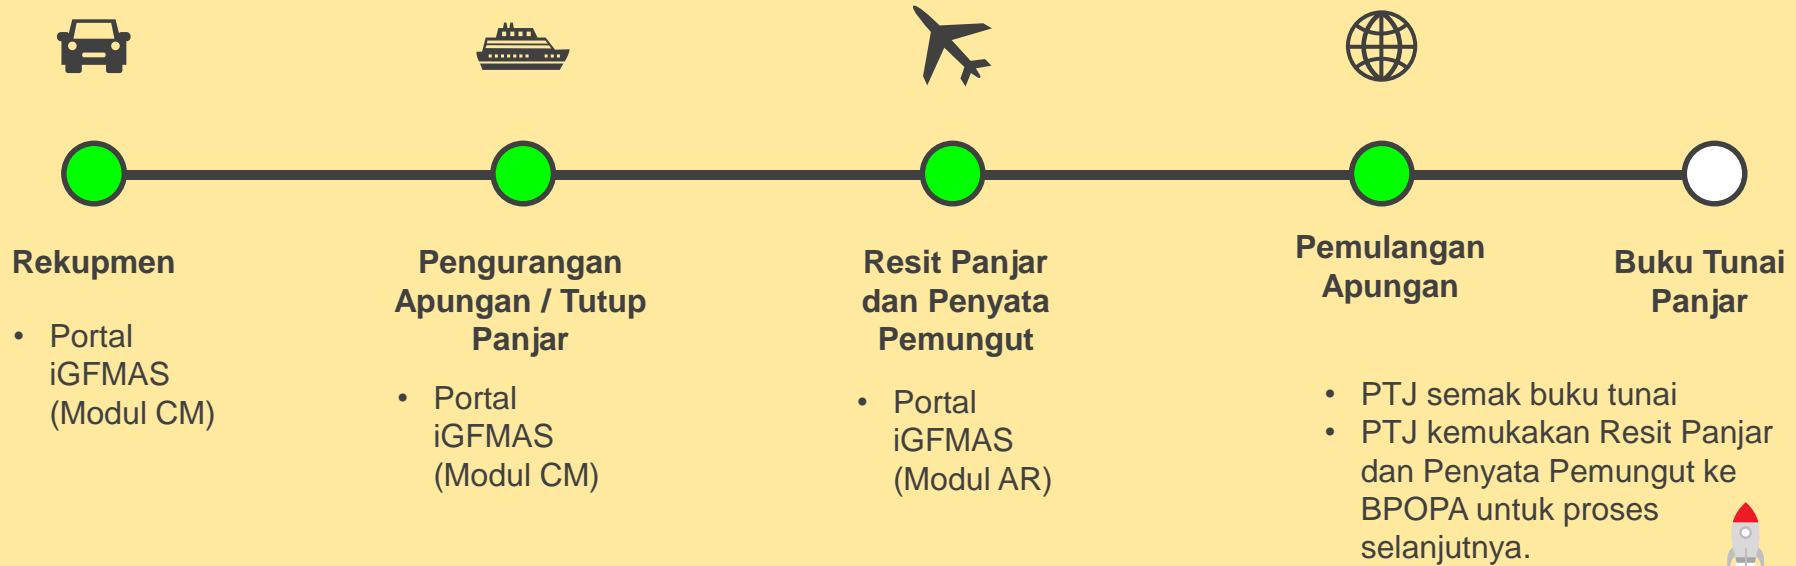 Rekupmen
• Portal
iGFMAS
(Modul CM)
Pengurangan
Apungan / Tutup
Panjar
• Portal
iGFMAS
(Modul CM)
Resit Panjar
dan Penyata
Pemungut
• Portal
iGFMAS
(Modul AR)
Pemulangan
Apungan
Buku Tunai
Panjar
• PTJ semak buku tunai
• PTJ kemukakan Resit Panjar
dan Penyata Pemungut ke
BPOPA untuk proses
selanjutnya.